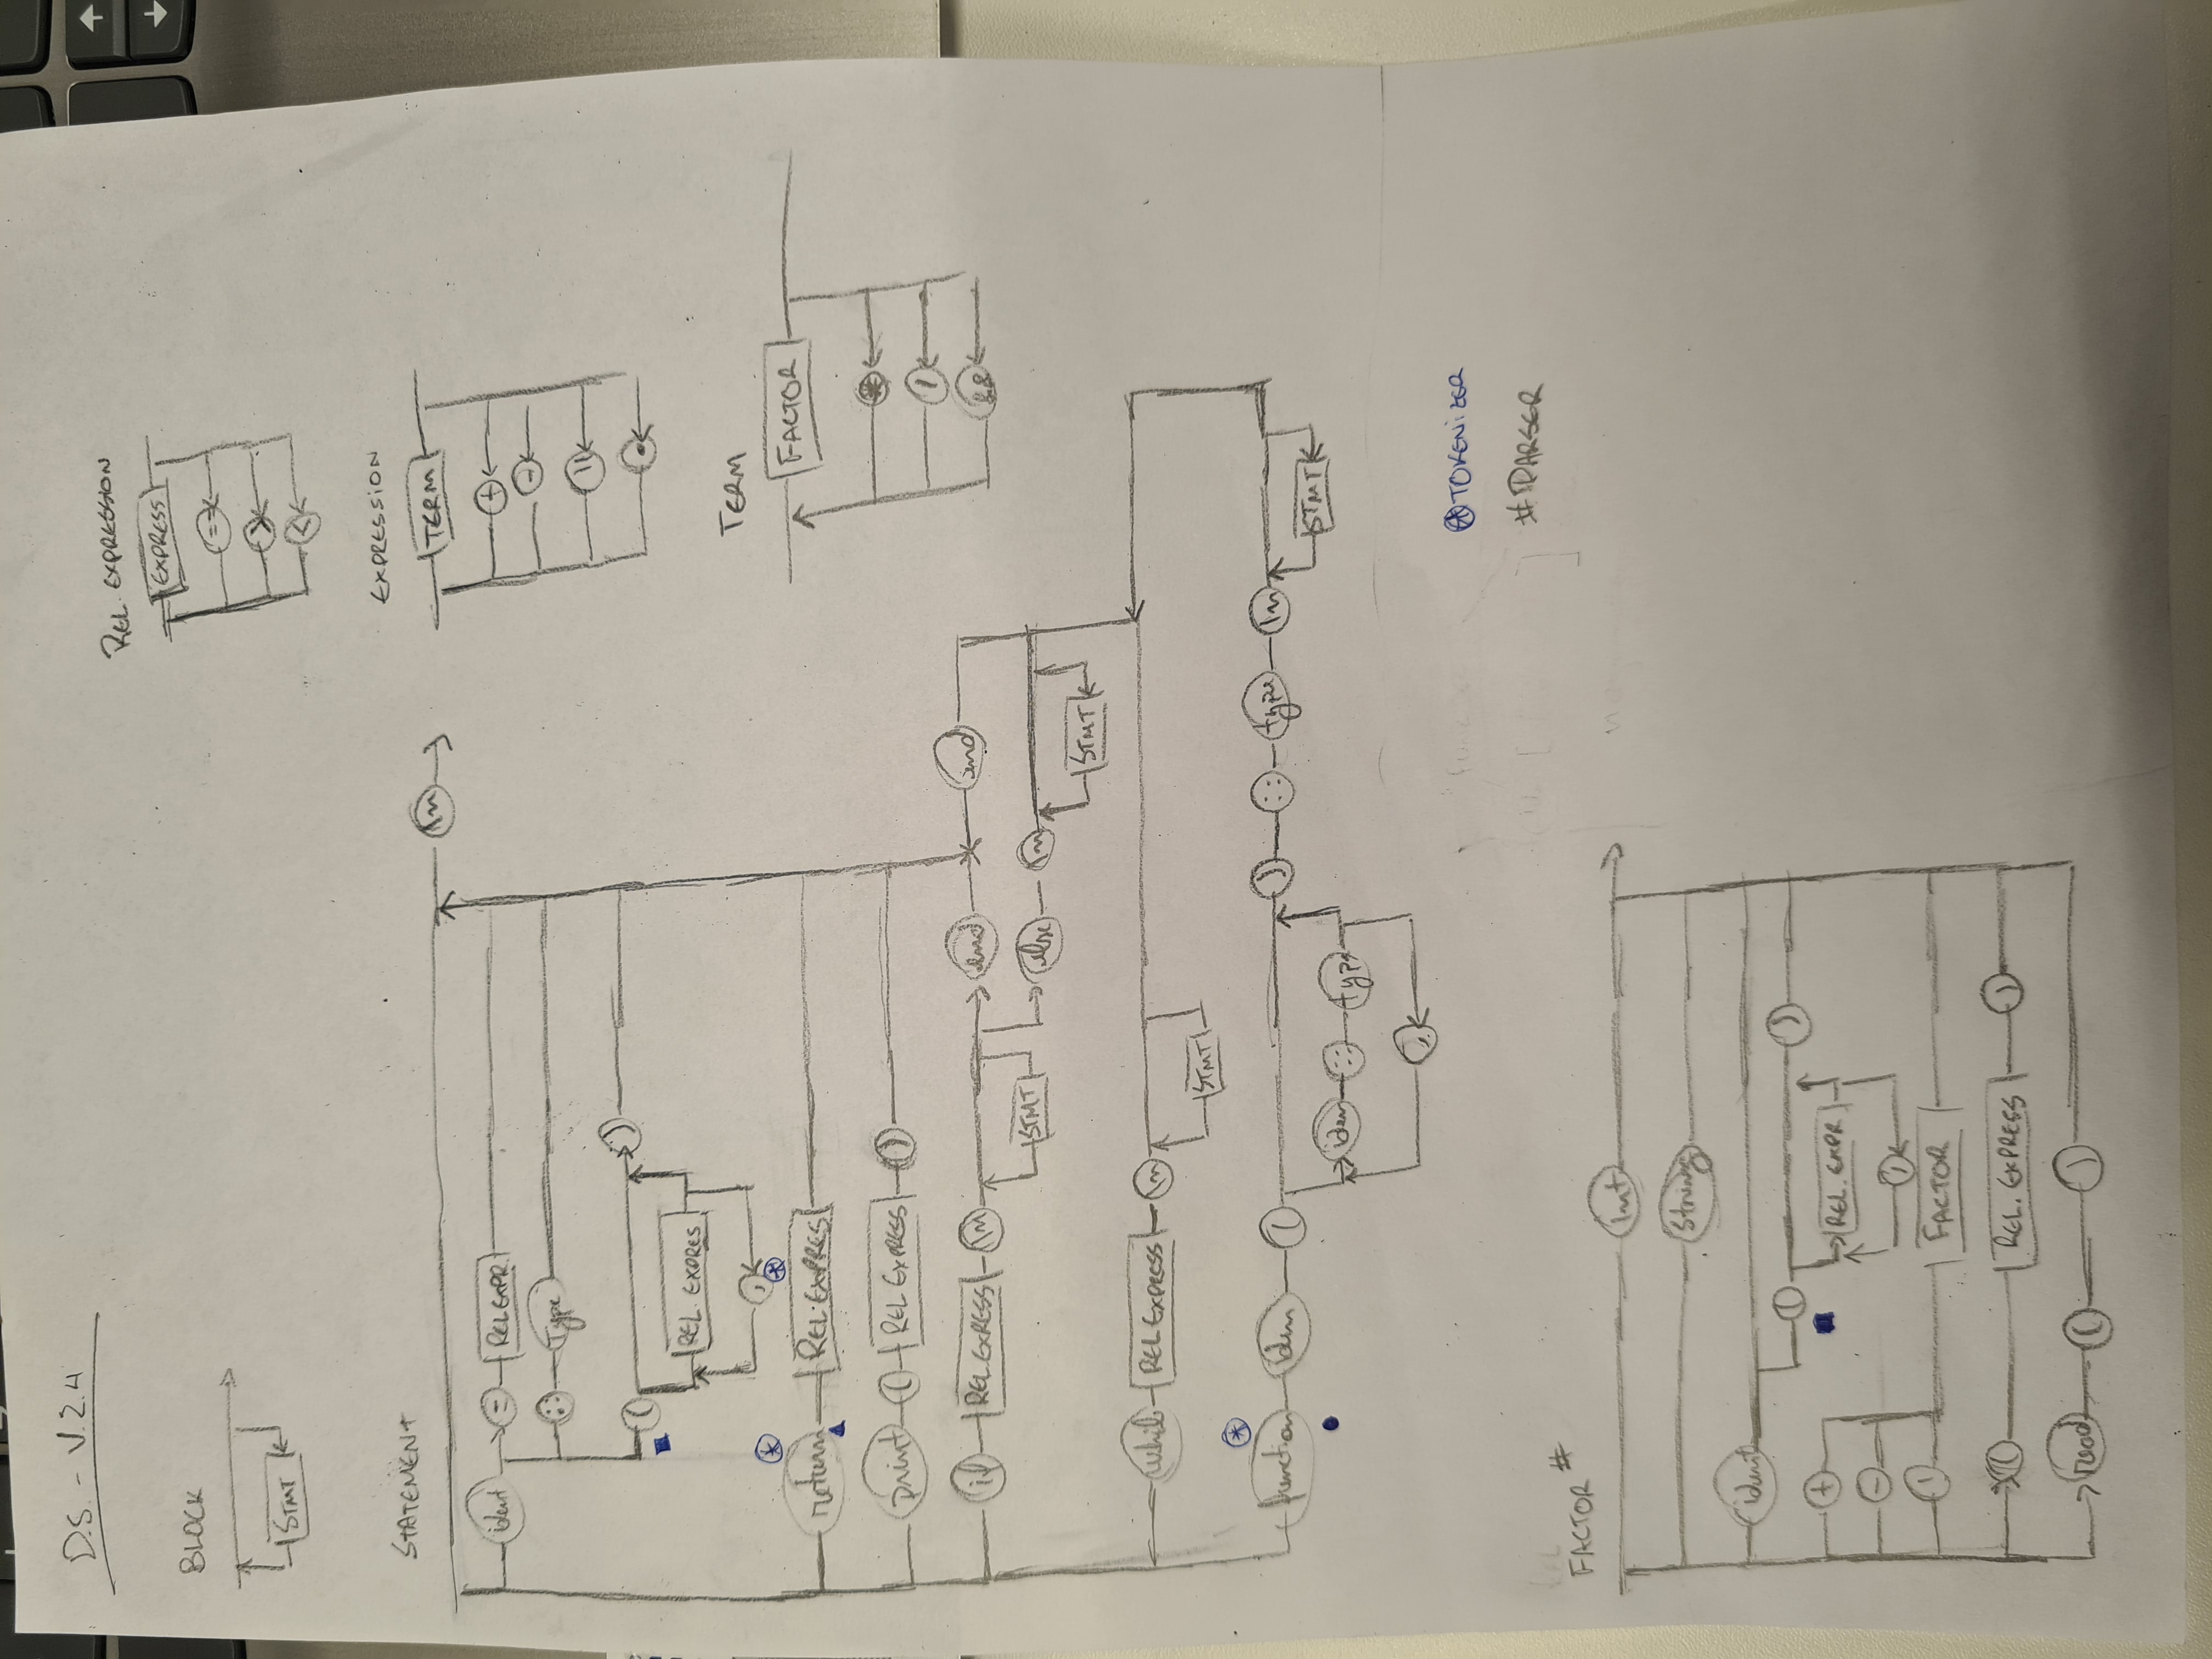 D.S. - V.2.4
REL. EXPRESSION
EXPRESS
==
>
<
BLOCK
STMT
EXPRESSION
TERM
+
-
||
.
STATEMENT
\n
ident = REL EXPR.
:: Type
( )
REL. EXPRES
,
return REL. EXPRES
print ( REL EXPRESS )
if REL. EXPRESS \n end end
STMT else \n
STMT
while REL EXPRESS \n
STMT
function iden ( ) :: type \n
STMT
iden :: type
,
TERM
FACTOR
*
/
&&
⊛ TOKENIZER
# PARSER
FACTOR #
Int
String
ident
( )
REL. EXPR
,
+
-
!
FACTOR
( REL. EXPRESS )
read ( )